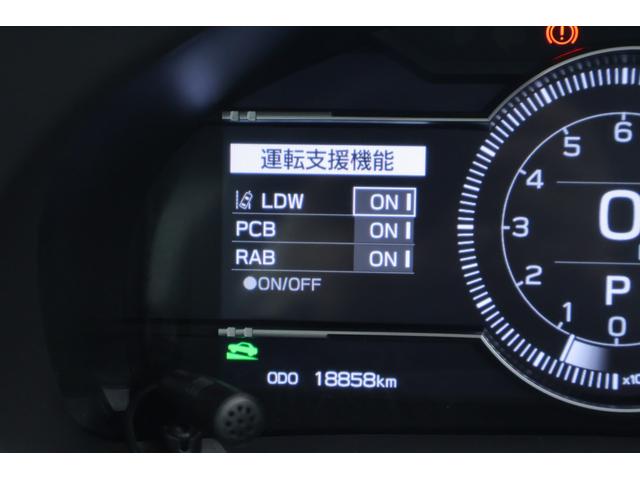 運転支援機能
LDW ON
PCB ON
RAB ON
●ON/OFF
ODO 18858km
6
5
4
3
2
1
0
0
P